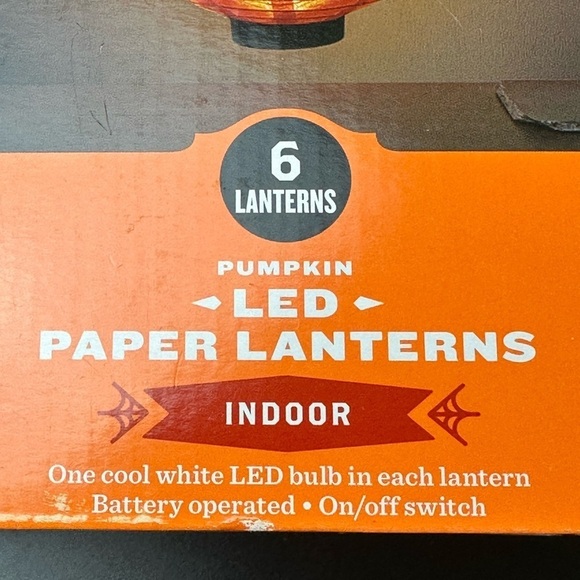 6
LANTERNS
PUMPKIN
LED
PAPER LANTERNS
INDOOR
One cool white LED bulb in each lantern
Battery operated • On/off switch